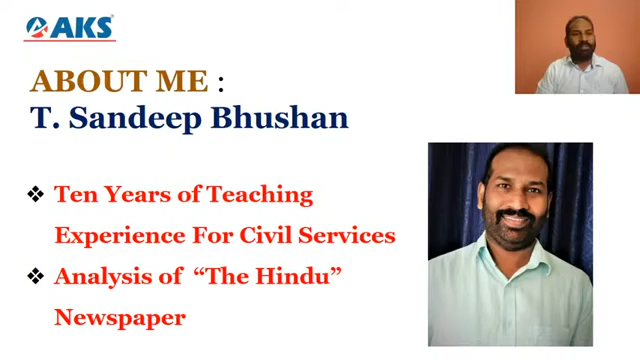 AKS
ABOUT ME :
T. Sandeep Bhushan
❖ Ten Years of Teaching
Experience For Civil Services
❖ Analysis of “The Hindu”
Newspaper